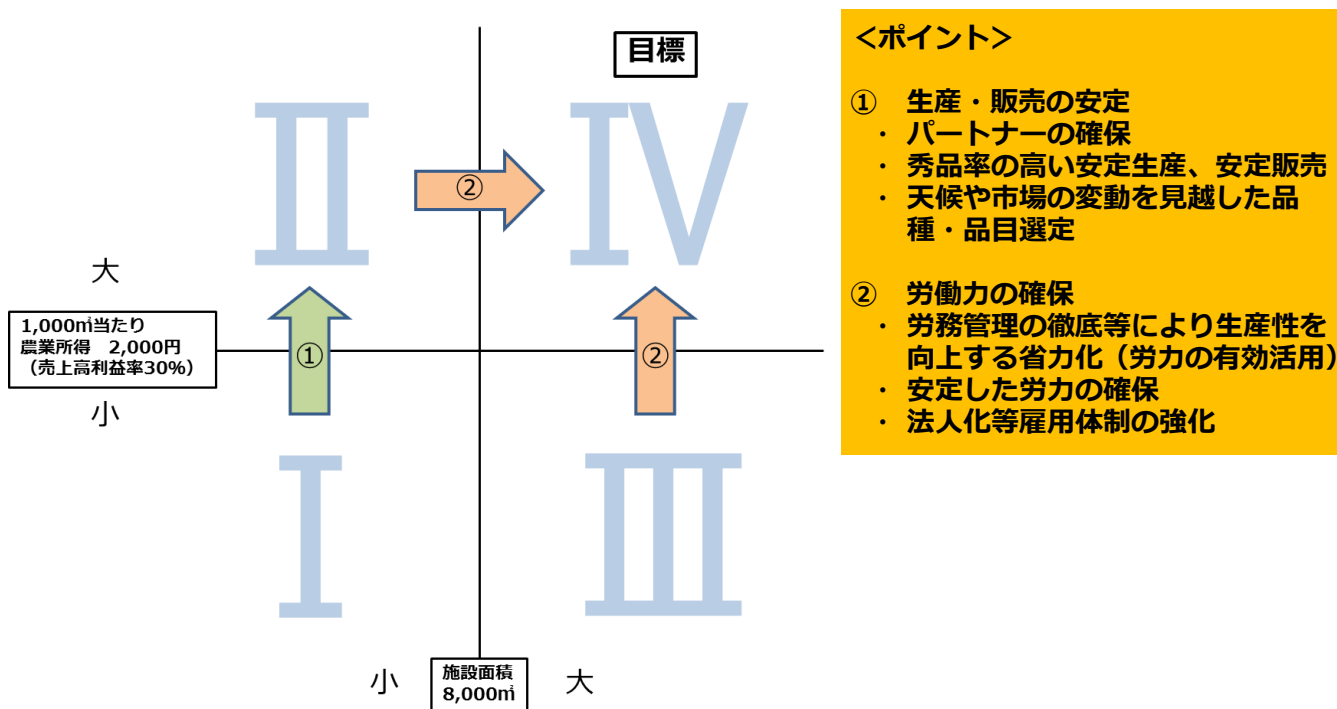 目標
Ⅱ
②
Ⅳ
大
1,000㎡当たり
農業所得　2,000円
（売上高利益率30%）
小
①
②
Ⅰ
Ⅲ
小
施設面積
8,000㎡
大
＜ポイント＞
①　生産・販売の安定
・ パートナーの確保
・ 秀品率の高い安定生産、安定販売
・ 天候や市場の変動を見越した品
種・品目選定
②　労働力の確保
・ 労務管理の徹底等により生産性を
向上する省力化（労力の有効活用）
・ 安定した労力の確保
・ 法人化等雇用体制の強化